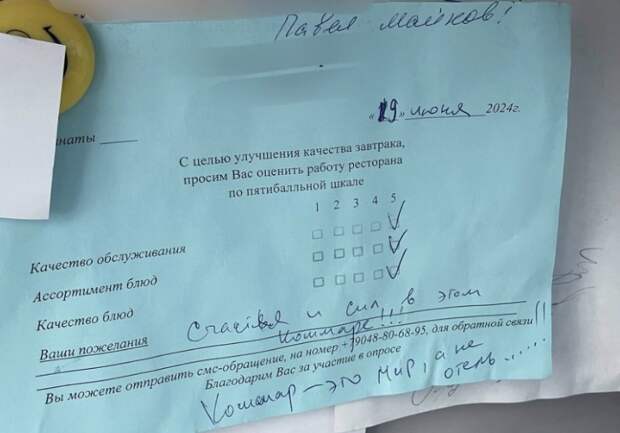 Павел Майков!
«19» июня 2024г.
наты
С целью улучшения качества завтрака,
просим Вас оценить работу ресторана
по пятибалльной шкале
1 2 3 4 5
Качество обслуживания
Ассортимент блюд
Качество блюд
Ваши пожелания Счастья и сил в этом
кошмаре!!!!
Вы можете отправить смс-обращение, на номер +79048-80-68-95, для обратной связи
Благодарим Вас за участие в опросе
Кошмар – это мир, а не
отель......!!